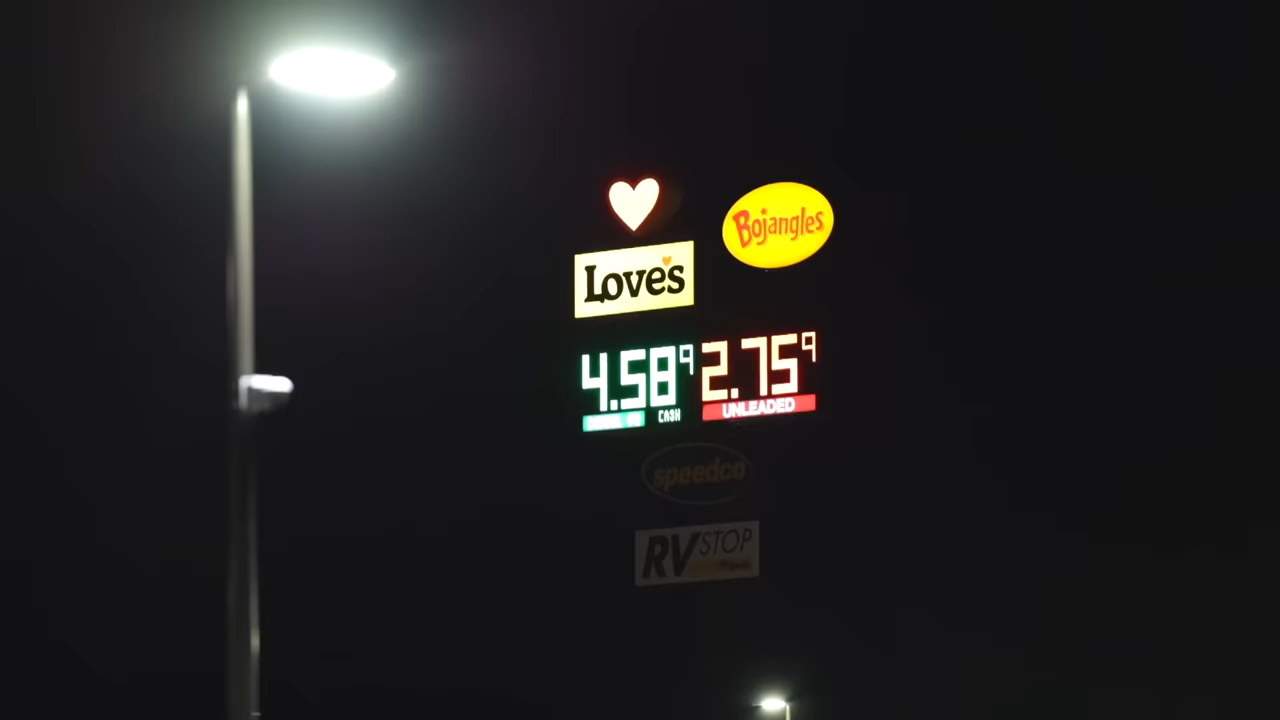 Bojangles
Love's
4.58⁹ 2.75⁹
CASH UNLEADED
speedco
RV STOP